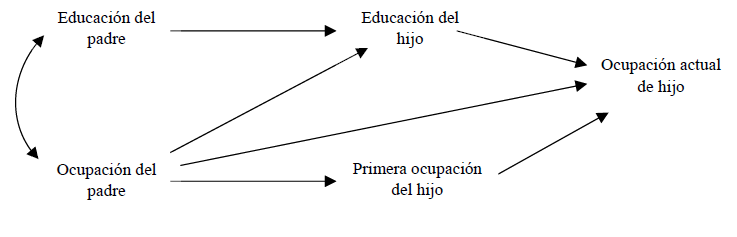 Educación del
padre
Educación del
hijo
Ocupación actual
de hijo
Ocupación del
padre
Primera ocupación
del hijo